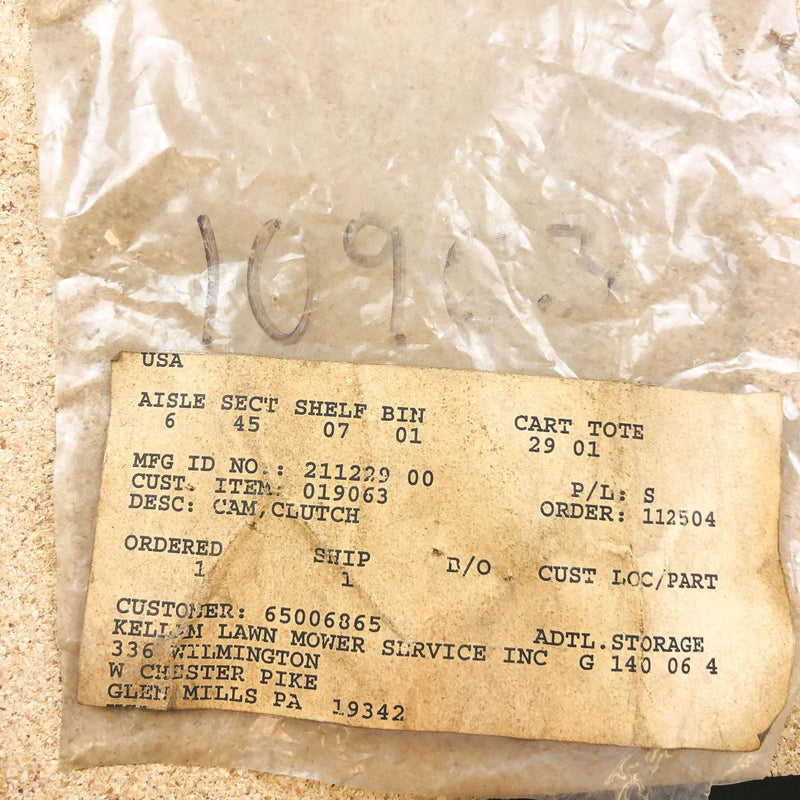 USA
AISLE SECT SHELF BIN CART TOTE
6 45 07 01 29 01
MFG ID NO.: 211229 00
CUST. ITEM: 019063 P/L: S
DESC: CAM,CLUTCH ORDER: 112504
ORDERED SHIP B/O CUST LOC/PART
1 1
CUSTOMER: 65006865
KELLAM LAWN MOWER SERVICE INC ADTL.STORAGE
336 WILMINGTON G 140 06 4
W CHESTER PIKE
GLEN MILLS PA 19342